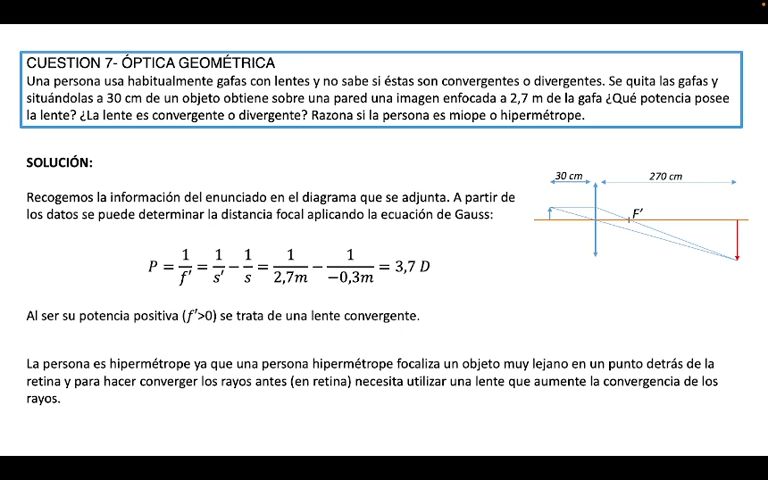 CUESTION 7- ÓPTICA GEOMÉTRICA
Una persona usa habitualmente gafas con lentes y no sabe si éstas son convergentes o divergentes. Se quita las gafas y
situándolas a 30 cm de un objeto obtiene sobre una pared una imagen enfocada a 2,7 m de la gafa ¿Qué potencia posee
la lente? ¿La lente es convergente o divergente? Razona si la persona es miope o hipermétrope.
SOLUCIÓN:
30 cm 270 cm
Recogemos la información del enunciado en el diagrama que se adjunta. A partir de
los datos se puede determinar la distancia focal aplicando la ecuación de Gauss:
F'
P = 1/f' = 1/s' − 1/s = 1/2,7m − 1/−0,3m = 3,7 D
Al ser su potencia positiva (f'>0) se trata de una lente convergente.
La persona es hipermétrope ya que una persona hipermétrope focaliza un objeto muy lejano en un punto detrás de la
retina y para hacer converger los rayos antes (en retina) necesita utilizar una lente que aumente la convergencia de los
rayos.